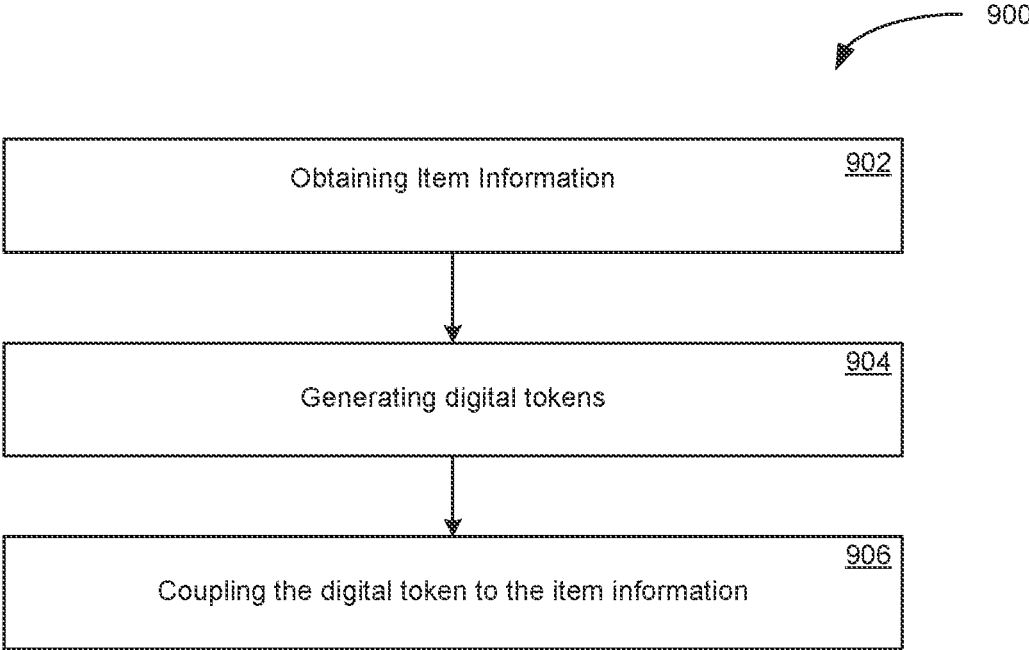 900
902
Obtaining Item Information
904
Generating digital tokens
906
Coupling the digital token to the item information